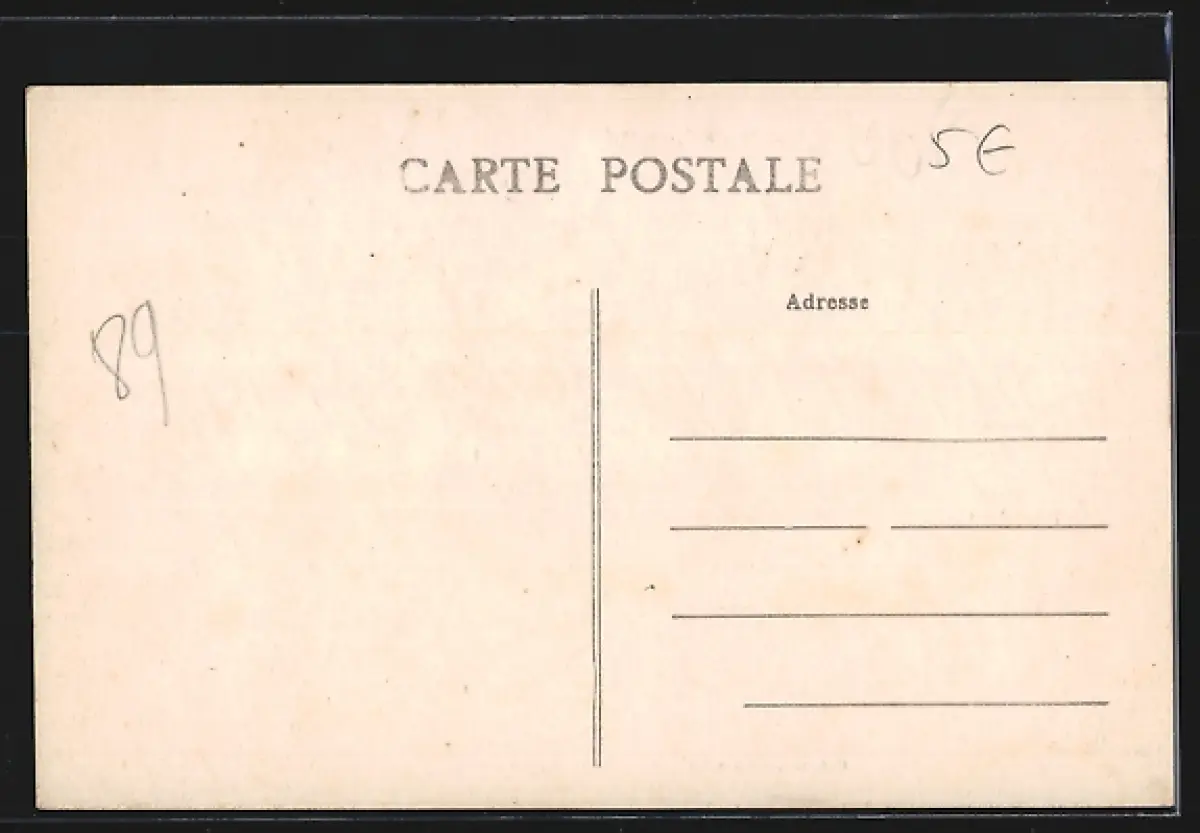 CARTE POSTALE
5€
Adresse
89